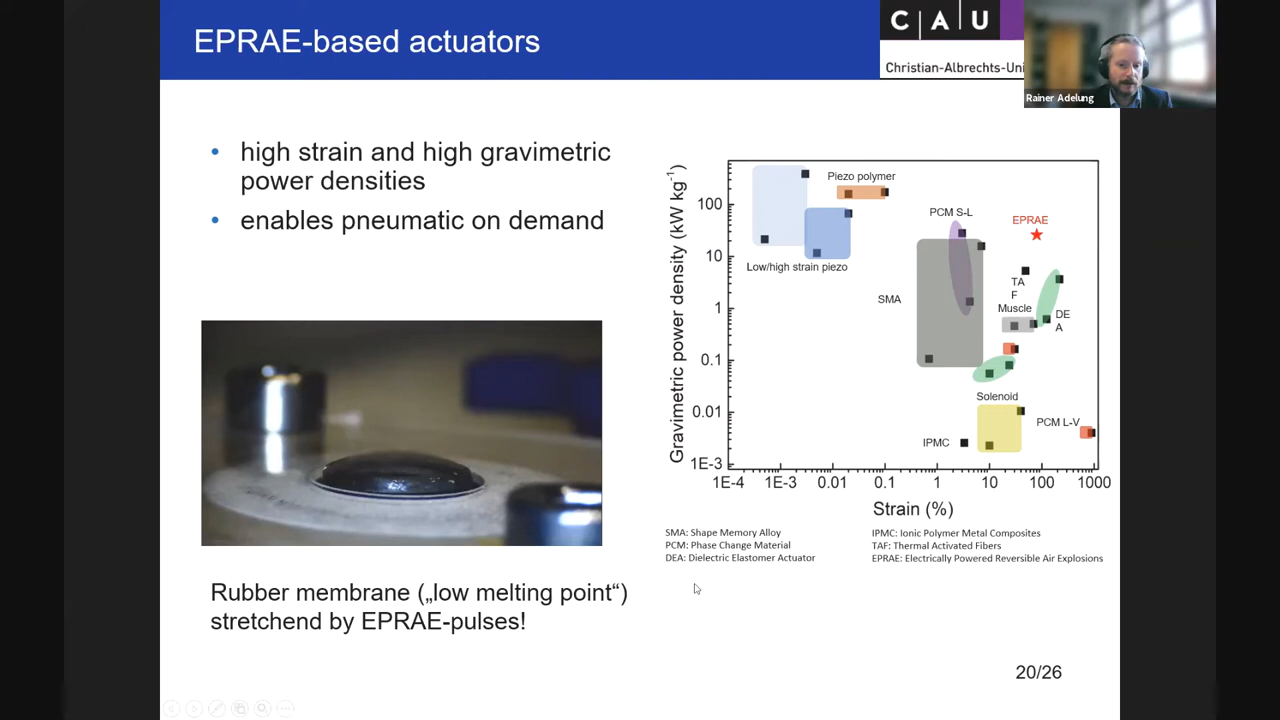 EPRAE-based actuators
C A U
Christian-Albrechts-Uni
Rainer Adelung
• high strain and high gravimetric
power densities
• enables pneumatic on demand
Rubber membrane („low melting point“)
stretchend by EPRAE-pulses!
Gravimetric power density (kW kg-1)
100
10
1
0.1
0.01
1E-3
1E-4 1E-3 0.01 0.1 1 10 100 1000
Strain (%)
Piezo polymer
Low/high strain piezo
PCM S-L
EPRAE
SMA
TA
F
Muscle
DE
A
Solenoid
PCM L-V
IPMC
SMA: Shape Memory Alloy
PCM: Phase Change Material
DEA: Dielectric Elastomer Actuator
IPMC: Ionic Polymer Metal Composites
TAF: Thermal Activated Fibers
EPRAE: Electrically Powered Reversible Air Explosions
20/26